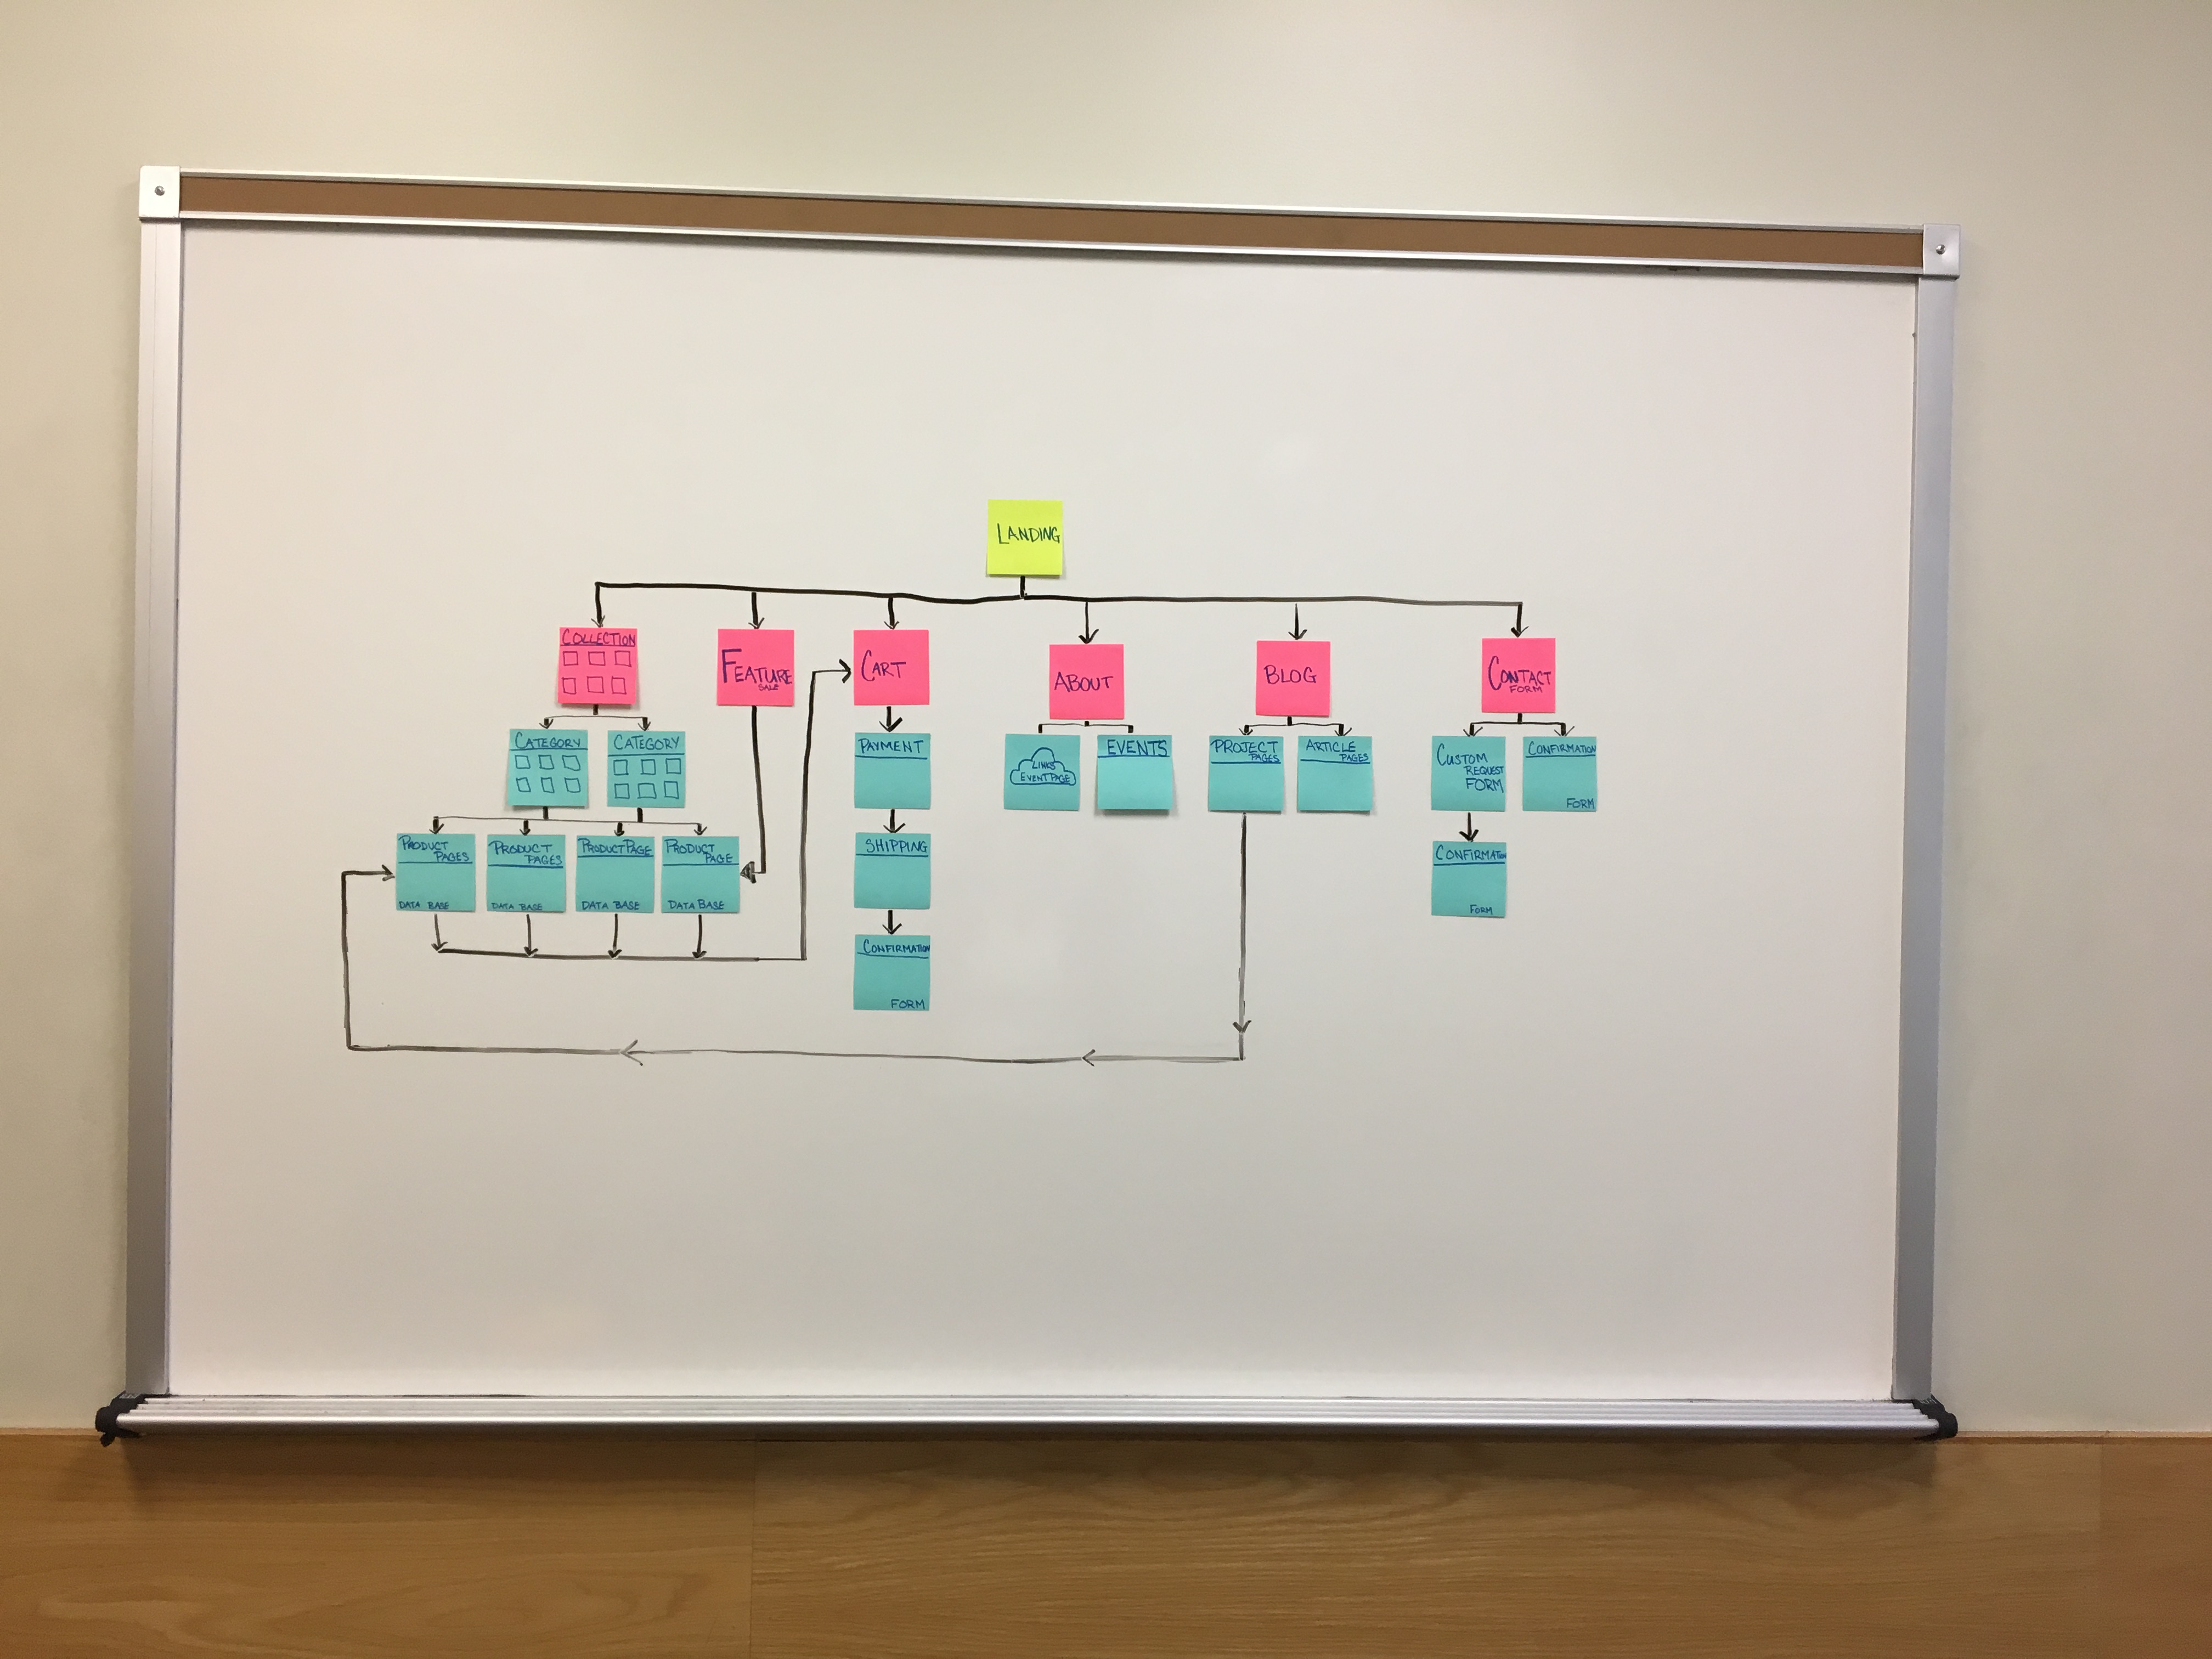 LANDING
COLLECTION
FEATURE
SALE
CART
ABOUT
BLOG
CONTACT
FORM
CATEGORY
CATEGORY
PAYMENT
LINKS
EVENT PAGE
EVENTS
PROJECT
PAGES
ARTICLE
PAGES
CUSTOM
REQUEST
FORM
CONFIRMATION
FORM
PRODUCT
PAGES
DATA BASE
PRODUCT
PAGES
DATA BASE
PRODUCT PAGE
DATA BASE
PRODUCT
PAGE
DATA BASE
SHIPPING
CONFIRMATION
FORM
CONFIRMATION
FORM